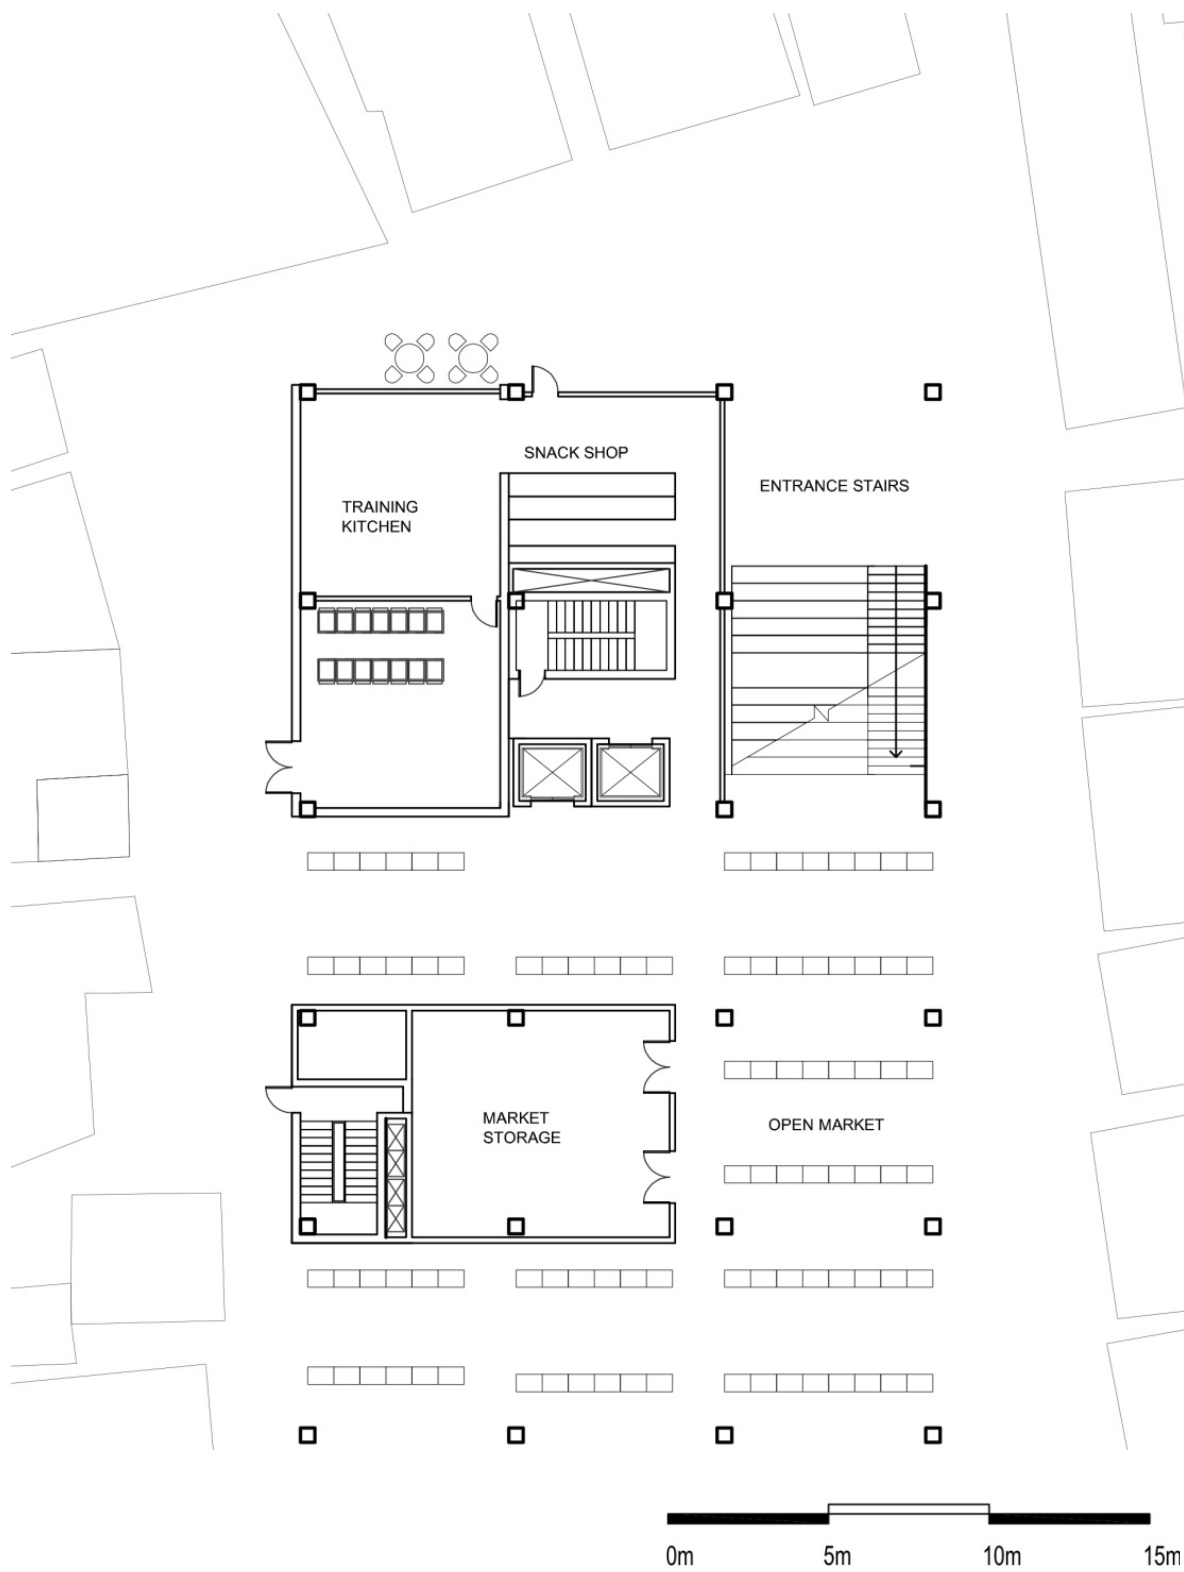 SNACK SHOP
ENTRANCE STAIRS
TRAINING
KITCHEN
MARKET
STORAGE
OPEN MARKET
0m 5m 10m 15m